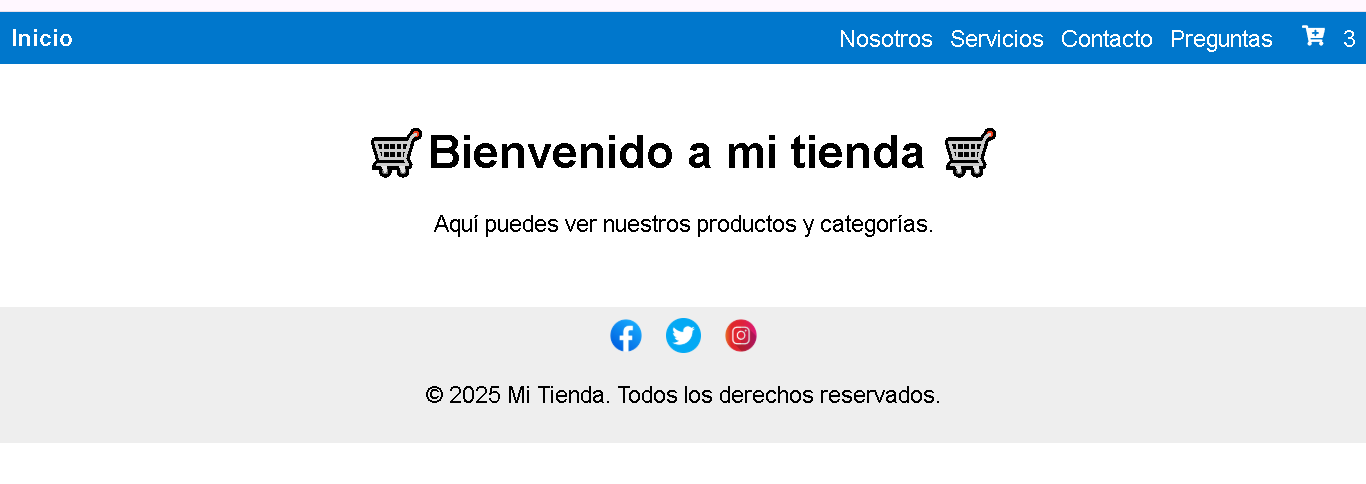 Inicio Nosotros Servicios Contacto Preguntas 3
Bienvenido a mi tienda
Aquí puedes ver nuestros productos y categorías.
© 2025 Mi Tienda. Todos los derechos reservados.